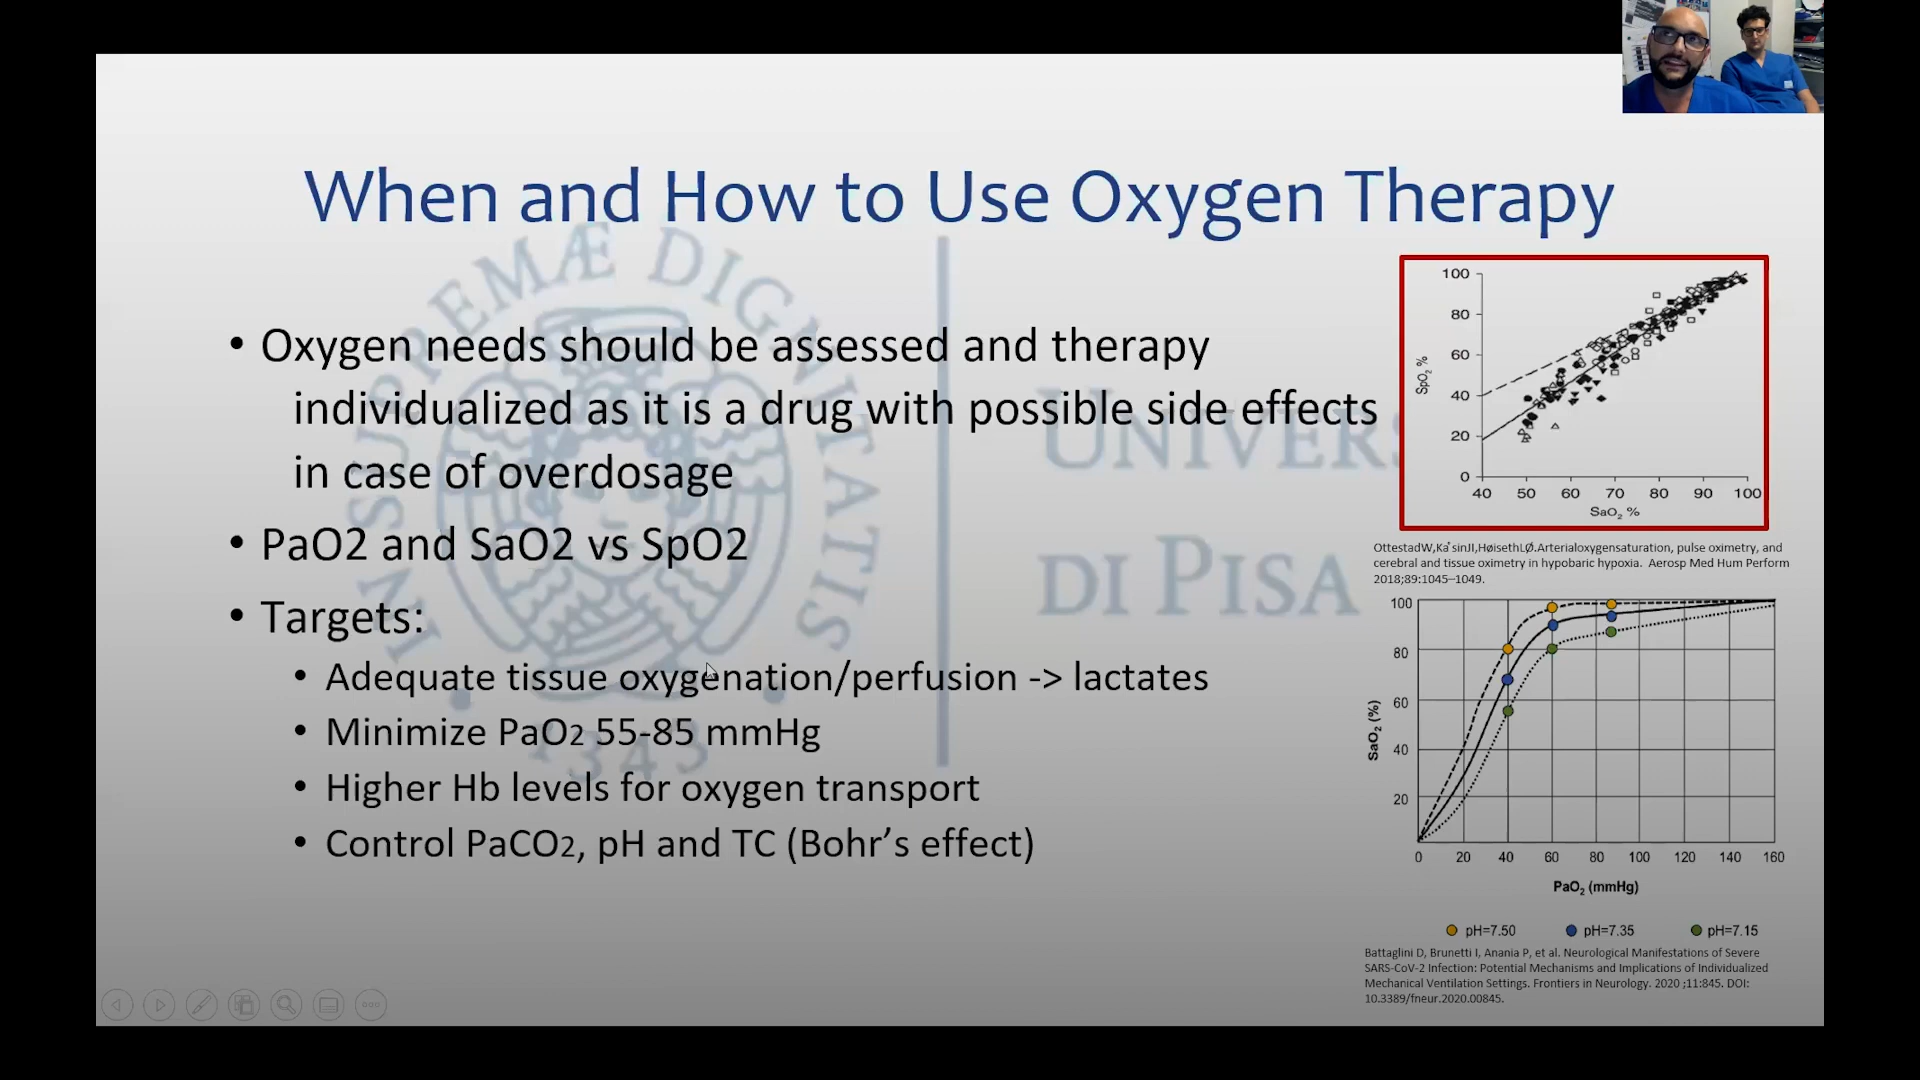 When and How to Use Oxygen Therapy
• Oxygen needs should be assessed and therapy
individualized as it is a drug with possible side effects
in case of overdosage
• PaO2 and SaO2 vs SpO2
• Targets:
• Adequate tissue oxygenation/perfusion -> lactates
• Minimize PaO2 55-85 mmHg
• Higher Hb levels for oxygen transport
• Control PaCO2, pH and TC (Bohr's effect)
IN SUPREMÆ DIGNITATIS
1343
UNIVERS
DI PISA
100
80
60
40
20
0
SpO2 %
40 50 60 70 80 90 100
SaO2 %
OttestadW,Ka˚sinJI,HøisethLØ.Arterialoxygensaturation, pulse oximetry, and
cerebral and tissue oximetry in hypobaric hypoxia. Aerosp Med Hum Perform
2018;89:1045–1049.
100
80
60
40
20
SaO2 (%)
0 20 40 60 80 100 120 140 160
PaO2 (mmHg)
pH=7.50 pH=7.35 pH=7.15
Battaglini D, Brunetti I, Anania P, et al. Neurological Manifestations of Severe
SARS-CoV-2 Infection: Potential Mechanisms and Implications of Individualized
Mechanical Ventilation Settings. Frontiers in Neurology. 2020 ;11:845. DOI:
10.3389/fneur.2020.00845.